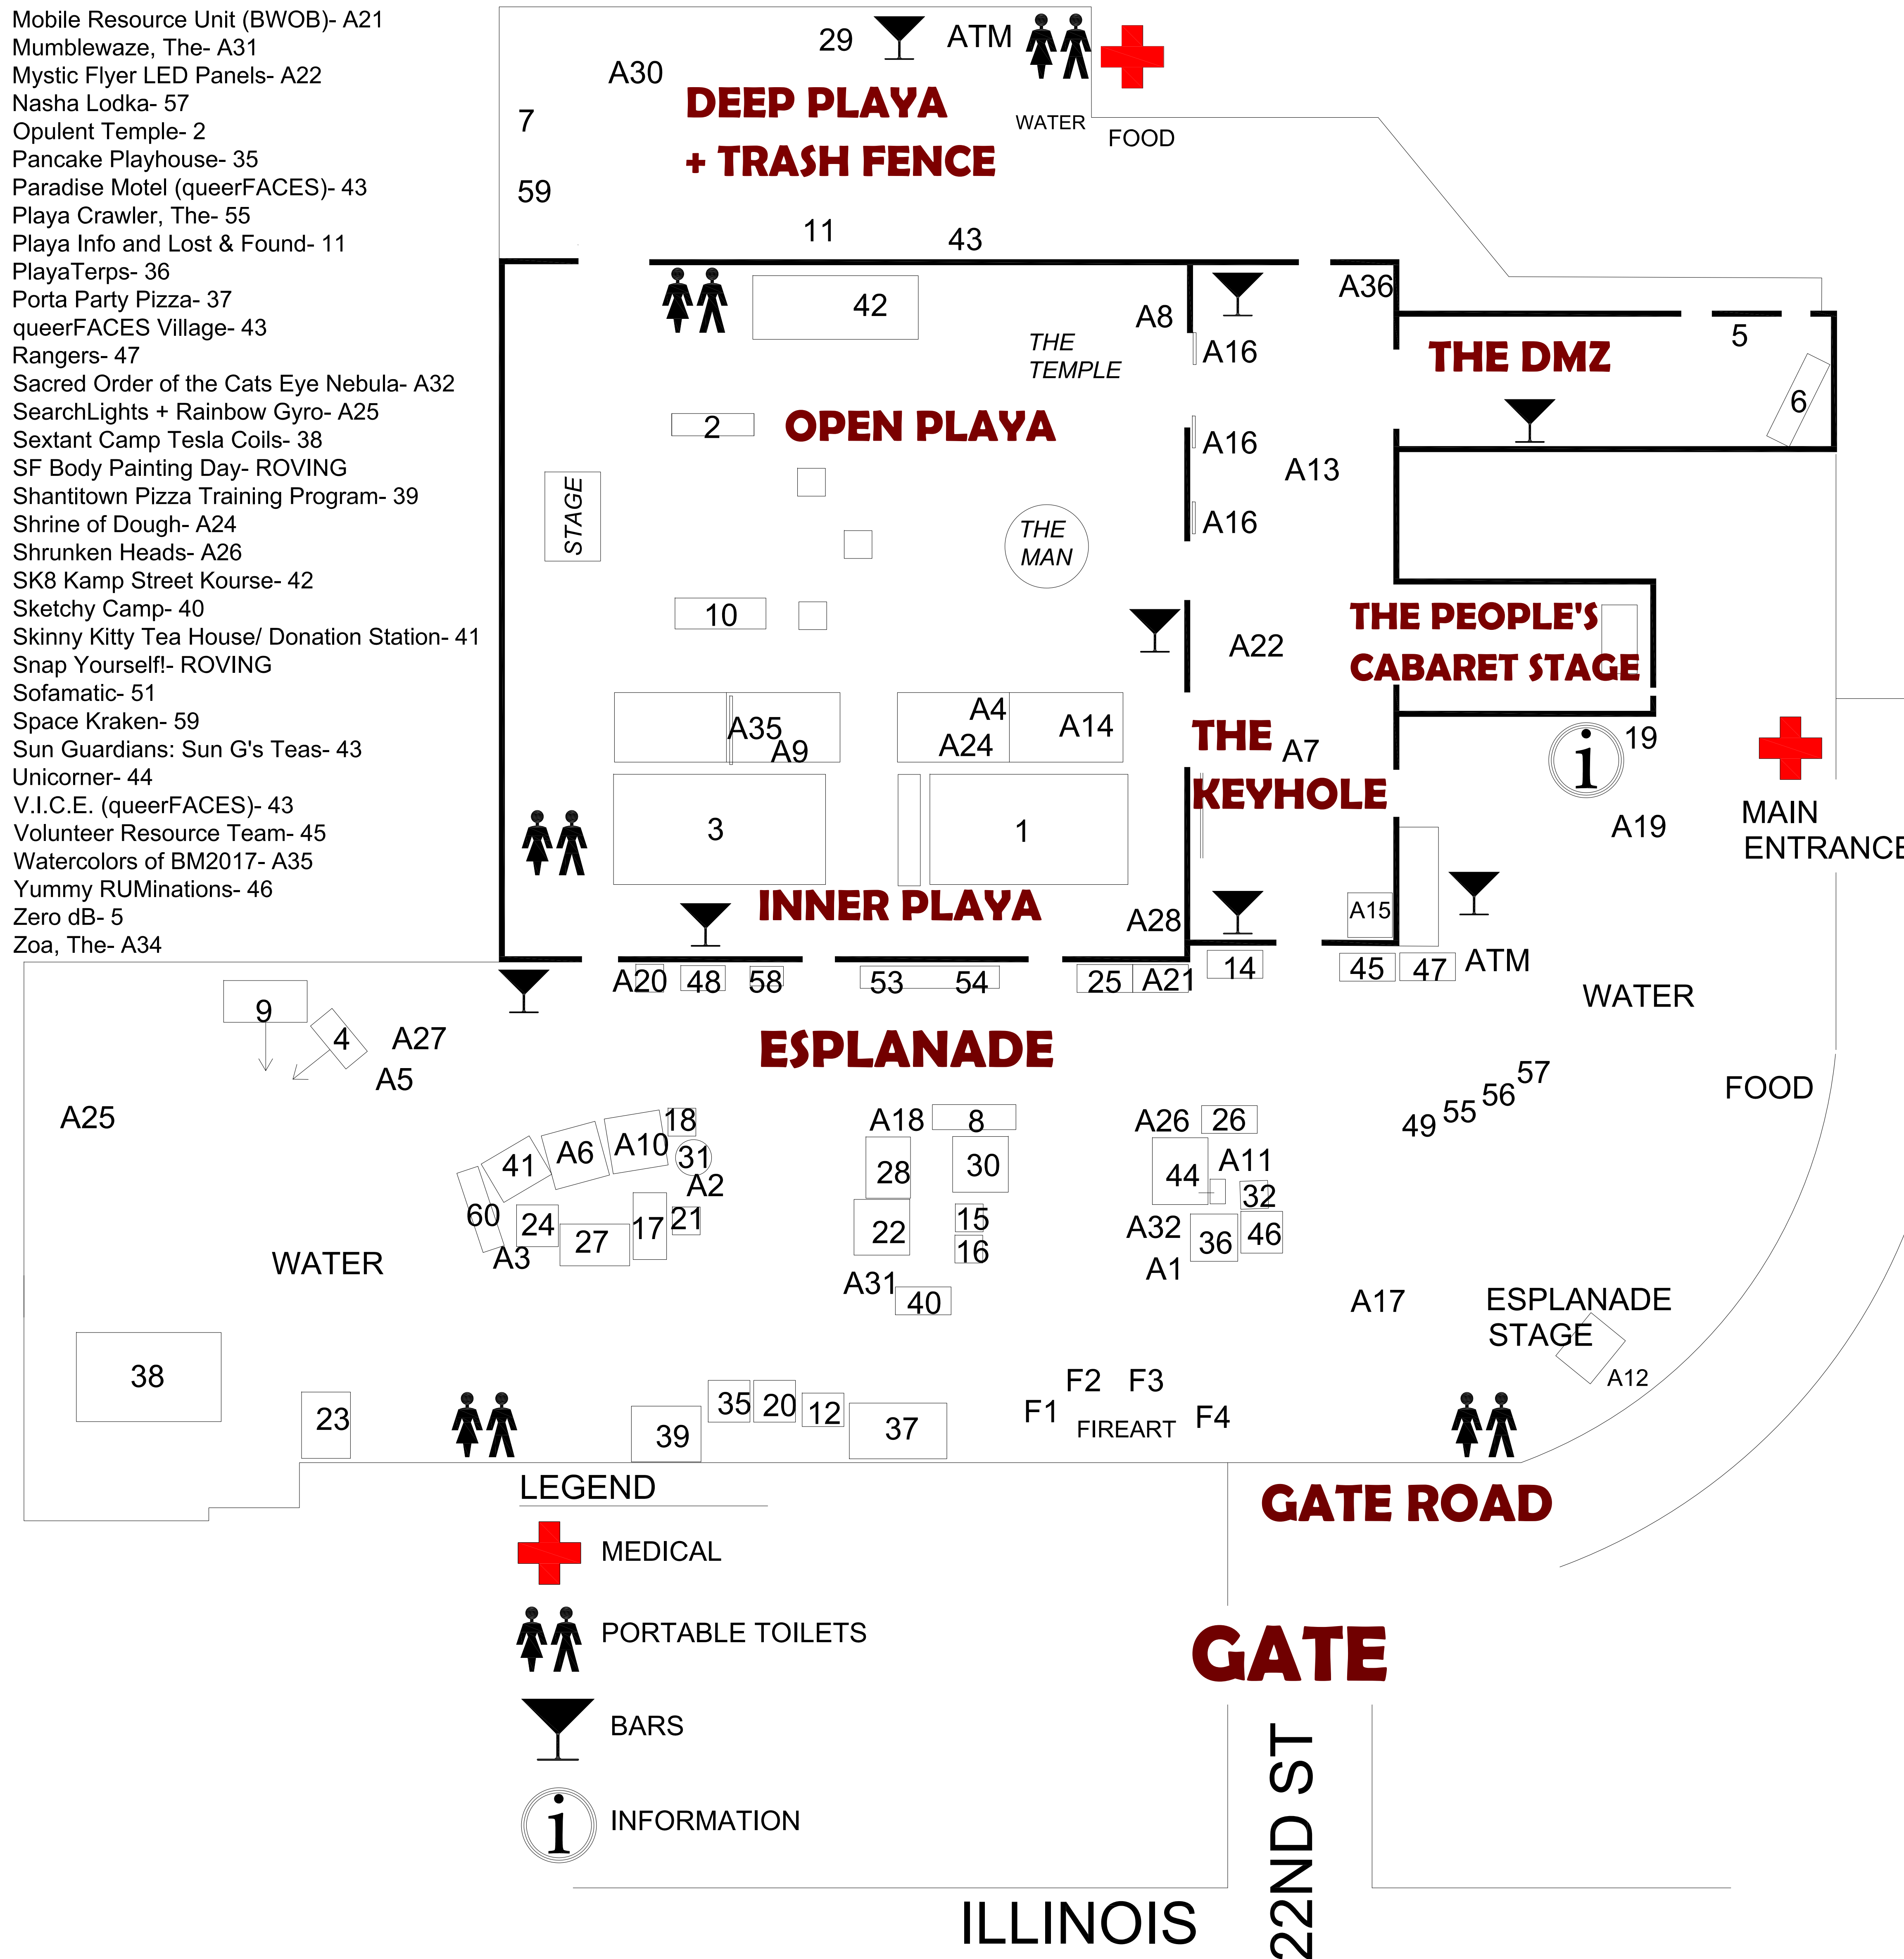 Mobile Resource Unit (BWOB)- A21
Mumblewaze, The- A31
Mystic Flyer LED Panels- A22
Nasha Lodka- 57
Opulent Temple- 2
Pancake Playhouse- 35
Paradise Motel (queerFACES)- 43
Playa Crawler, The- 55
Playa Info and Lost & Found- 11
PlayaTerps- 36
Porta Party Pizza- 37
queerFACES Village- 43
Rangers- 47
Sacred Order of the Cats Eye Nebula- A32
SearchLights + Rainbow Gyro- A25
Sextant Camp Tesla Coils- 38
SF Body Painting Day- ROVING
Shantitown Pizza Training Program- 39
Shrine of Dough- A24
Shrunken Heads- A26
SK8 Kamp Street Kourse- 42
Sketchy Camp- 40
Skinny Kitty Tea House/ Donation Station- 41
Snap Yourself!- ROVING
Sofamatic- 51
Space Kraken- 59
Sun Guardians: Sun G's Teas- 43
Unicorner- 44
V.I.C.E. (queerFACES)- 43
Volunteer Resource Team- 45
Watercolors of BM2017- A35
Yummy RUMinations- 46
Zero dB- 5
Zoa, The- A34
29
ATM
A30
7
DEEP PLAYA
+ TRASH FENCE
WATER
FOOD
59
11
43
42
A8
A36
THE
TEMPLE
A16
THE DMZ
5
6
2
OPEN PLAYA
A16
A13
STAGE
A16
THE
MAN
10
A22
THE PEOPLE'S
CABARET STAGE
A35
A9
A4
A24
A14
THE
KEYHOLE
A7
19
A19
MAIN
ENTRANCE
3
1
INNER PLAYA
A28
A15
A20
48
58
53
54
25
A21
14
45
47
ATM
WATER
9
4
A27
A5
ESPLANADE
A25
57
56
55
49
FOOD
18
A10
A6
41
31
A2
60
24
27
17
21
A3
WATER
A18
8
28
30
22
15
16
A31
40
A26
26
44
A11
32
A32
36
46
A1
A17
ESPLANADE
STAGE
A12
38
23
39
35
20
12
37
F1
F2
F3
F4
FIREART
LEGEND
MEDICAL
PORTABLE TOILETS
BARS
INFORMATION
GATE ROAD
GATE
22ND ST
ILLINOIS